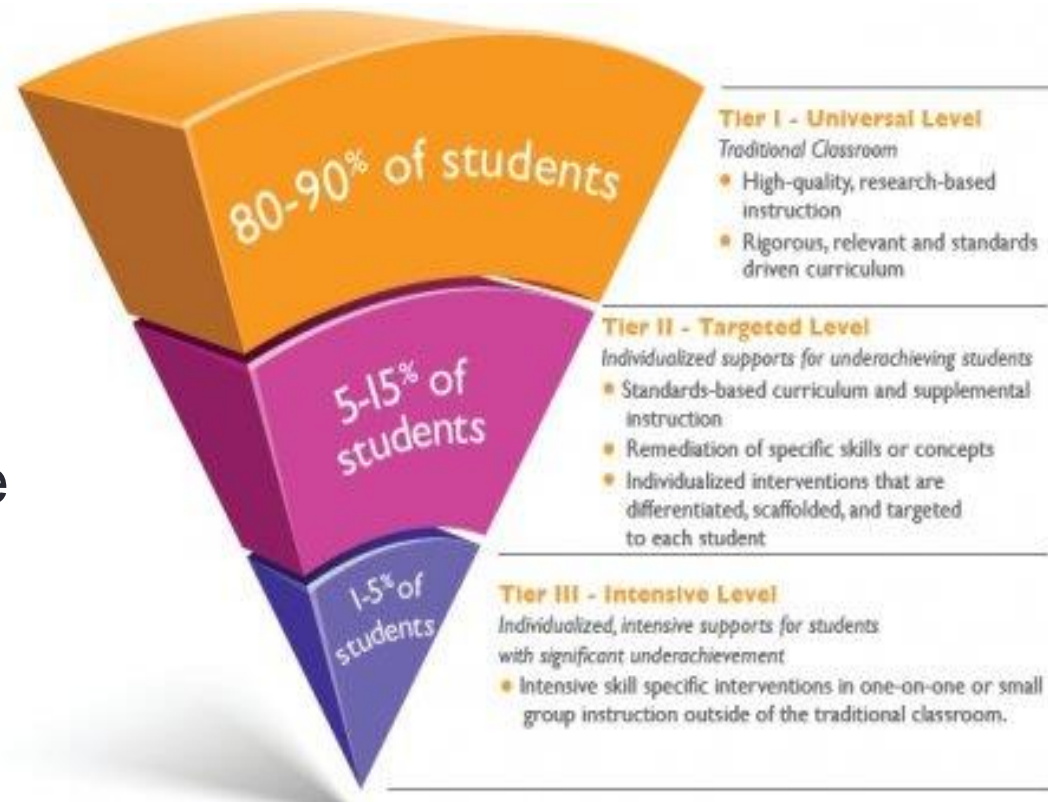 80-90% of students
Tier I - Universal Level
Traditional Classroom
• High-quality, research-based
instruction
• Rigorous, relevant and standards
driven curriculum
5-15% of
students
Tier II - Targeted Level
Individualized supports for underachieving students
• Standards-based curriculum and supplemental
instruction
• Remediation of specific skills or concepts
• Individualized interventions that are
differentiated, scaffolded, and targeted
to each student
e
1-5% of
students
Tier III - Intensive Level
Individualized, intensive supports for students
with significant underachievement
• Intensive skill specific interventions in one-on-one or small
group instruction outside of the traditional classroom.